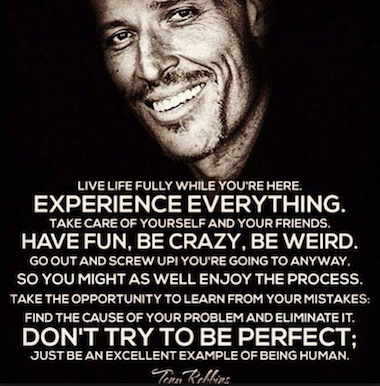 LIVE LIFE FULLY WHILE YOU'RE HERE.
EXPERIENCE EVERYTHING.
TAKE CARE OF YOURSELF AND YOUR FRIENDS.
HAVE FUN, BE CRAZY, BE WEIRD.
GO OUT AND SCREW UP! YOU'RE GOING TO ANYWAY,
SO YOU MIGHT AS WELL ENJOY THE PROCESS.
TAKE THE OPPORTUNITY TO LEARN FROM YOUR MISTAKES:
FIND THE CAUSE OF YOUR PROBLEM AND ELIMINATE IT.
DON'T TRY TO BE PERFECT;
JUST BE AN EXCELLENT EXAMPLE OF BEING HUMAN.
Tony Robbins